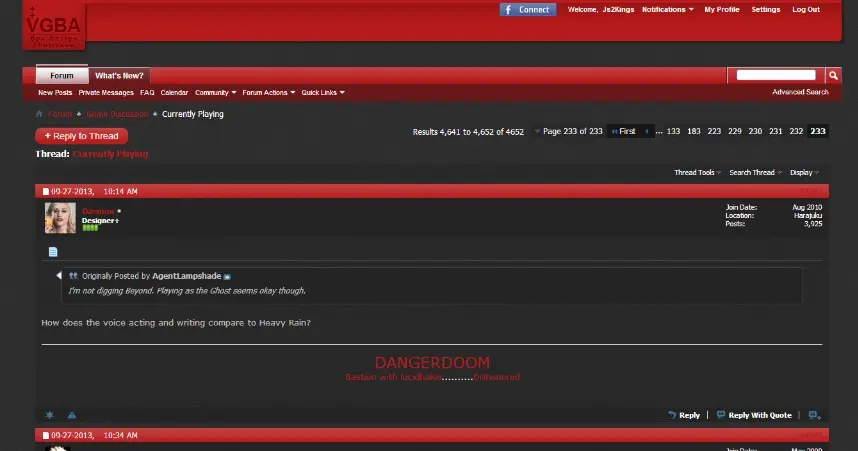 VGBA
Connect
Welcome, Js2Kings Notifications My Profile Settings Log Out
Forum What's New?
New Posts Private Messages FAQ Calendar Community Forum Actions Quick Links Advanced Search
Forum Game Discussion Currently Playing
+ Reply to Thread
Results 4,641 to 4,652 of 4652 Page 233 of 233 First ... 133 183 223 229 230 231 232 233
Thread: Currently Playing
Thread Tools Search Thread Display
09-27-2013, 10:14 AM
Designer+
Join Date: Aug 2010
Location: Harajuku
Posts: 3,925
Originally Posted by AgentLampshade
I'm not digging Beyond. Playing as the Ghost seems okay though.
How does the voice acting and writing compare to Heavy Rain?
DANGERDOOM
Bastion with lucidhalos..........Dishonored
Reply | Reply With Quote |
09-27-2013, 10:34 AM